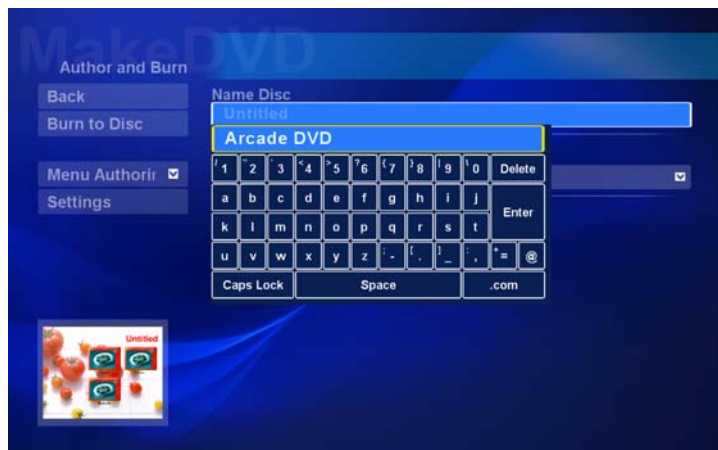 MakeDVD
Author and Burn
Back
Burn to Disc
Menu Authorir
Settings
Name Disc
Untitled
Arcade DVD
1 2 3 < 4 > 5 ? 6 { 7 } 8 | 9 \ 0 Delete
a b c d e f g h i j
Enter
k l m n o p q r s t
u v w x y z ; - [ . ] _ : , * = @
Caps Lock Space .com
Untitled